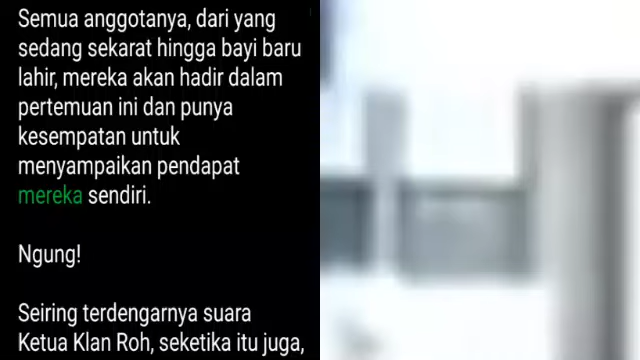 Semua anggotanya, dari yang
sedang sekarat hingga bayi baru
lahir, mereka akan hadir dalam
pertemuan ini dan punya
kesempatan untuk
menyampaikan pendapat
mereka sendiri.
Ngung!
Seiring terdengarnya suara
Ketua Klan Roh, seketika itu juga,